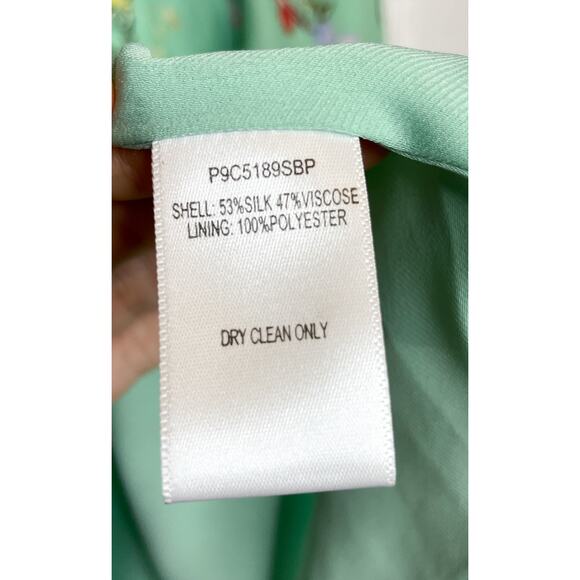 P9C5189SBP
SHELL: 53%SILK 47%VISCOSE
LINING: 100%POLYESTER
DRY CLEAN ONLY